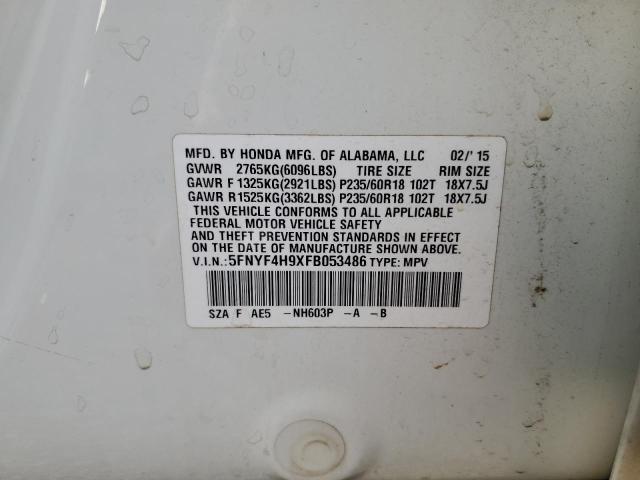 MFD. BY HONDA MFG. OF ALABAMA, LLC 02/' 15
GVWR 2765KG(6096LBS) TIRE SIZE RIM SIZE
GAWR F 1325KG(2921LBS) P235/60R18 102T 18X7.5J
GAWR R 1525KG(3362LBS) P235/60R18 102T 18X7.5J
THIS VEHICLE CONFORMS TO ALL APPLICABLE
FEDERAL MOTOR VEHICLE SAFETY
AND THEFT PREVENTION STANDARDS IN EFFECT
ON THE DATE OF MANUFACTURE SHOWN ABOVE.
V.I.N.: 5FNYF4H9XFB053486 TYPE: MPV
SZA F AE5 -NH603P -A -B